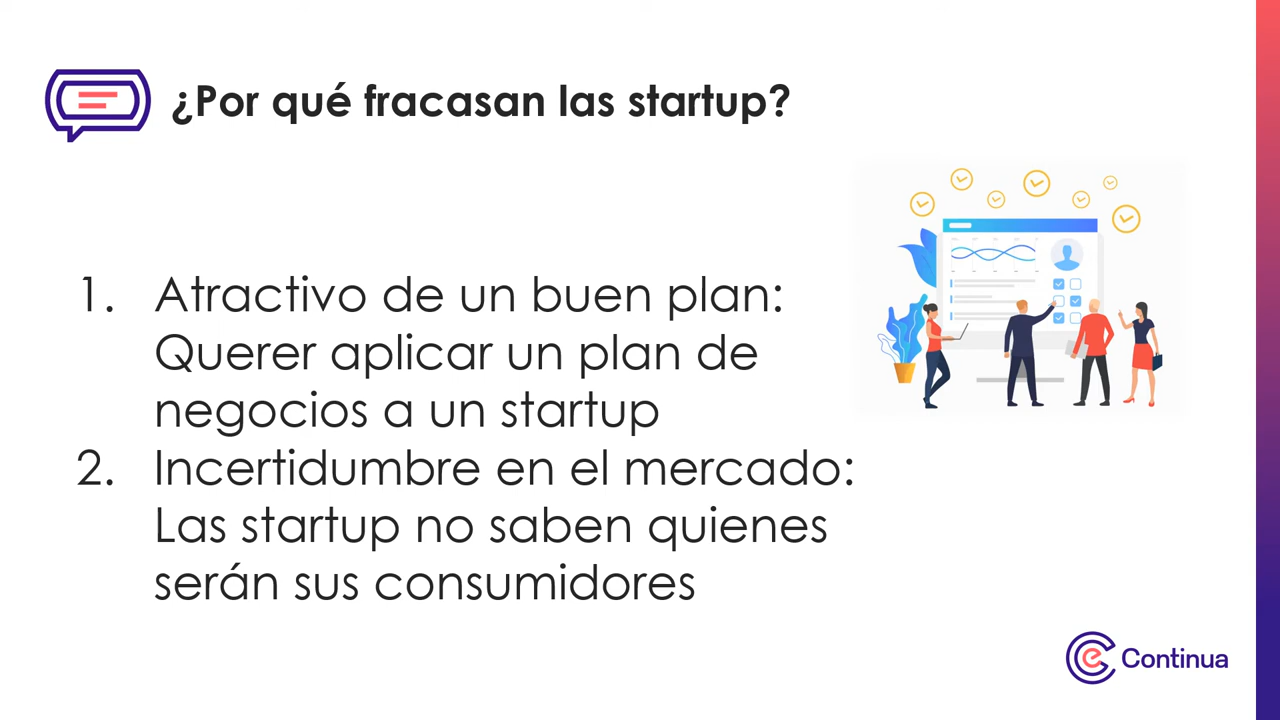 ¿Por qué fracasan las startup?
1. Atractivo de un buen plan:
Querer aplicar un plan de
negocios a un startup
2. Incertidumbre en el mercado:
Las startup no saben quienes
serán sus consumidores
e Continua